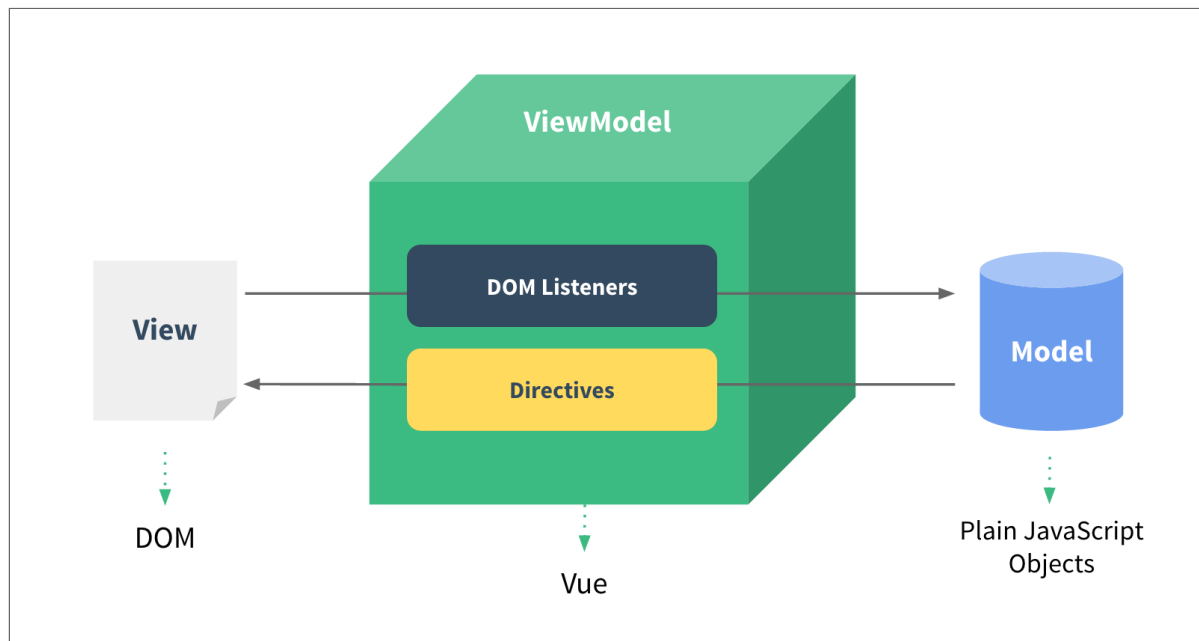 ViewModel
DOM Listeners
View
Model
Directives
DOM
Vue
Plain JavaScript
Objects